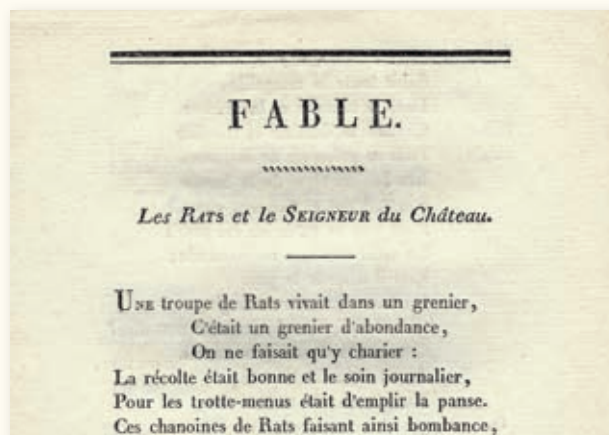 FABLE.
Les RATS et le SEIGNEUR du Château.
UNE troupe de Rats vivait dans un grenier,
C'était un grenier d'abondance,
On ne faisait qu'y charier :
La récolte était bonne et le soin journalier,
Pour les trotte-menus était d'emplir la panse.
Ces chanoines de Rats faisant ainsi bombance,